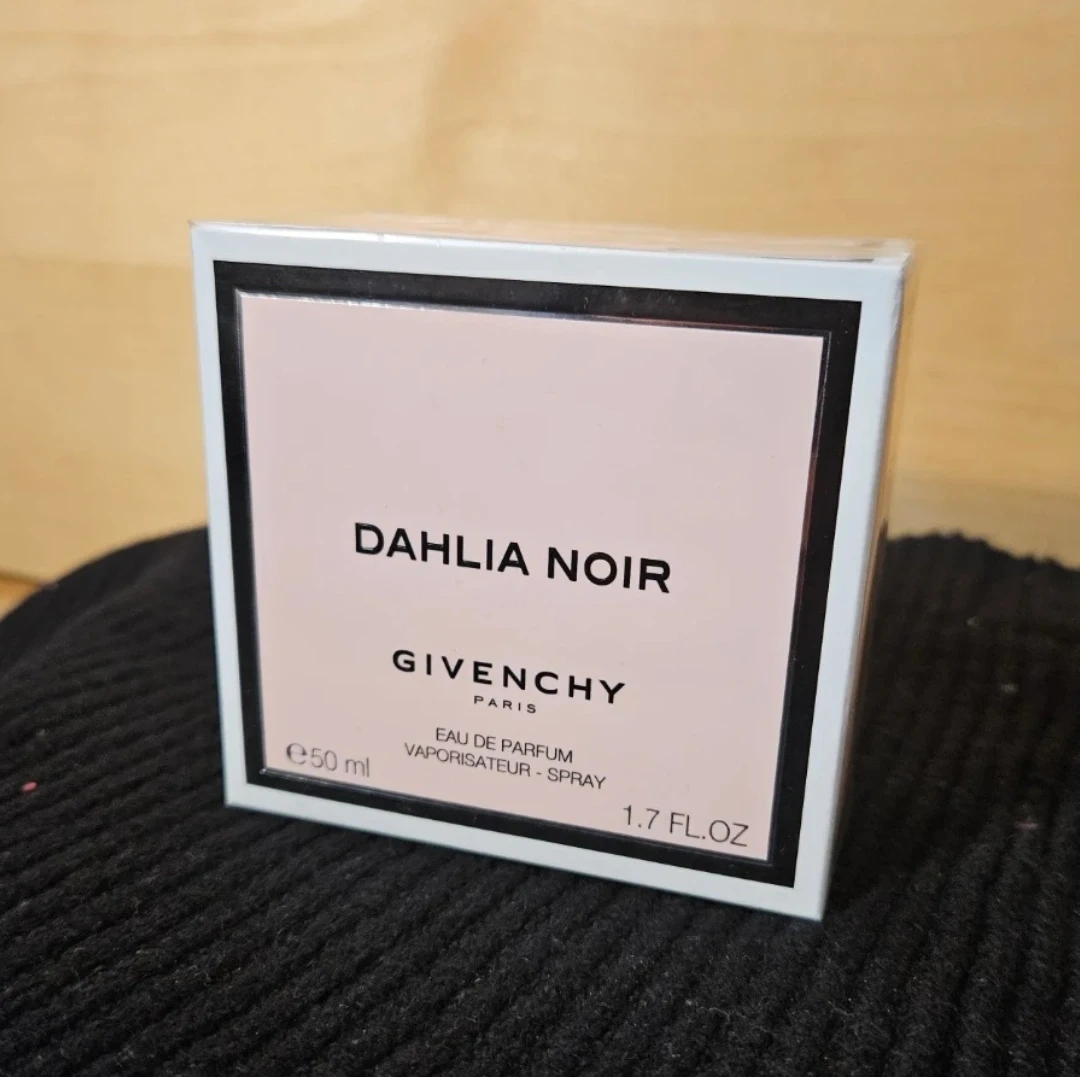 DAHLIA NOIR
GIVENCHY
PARIS
EAU DE PARFUM
VAPORISATEUR - SPRAY
℮50 ml
1.7 FL.OZ